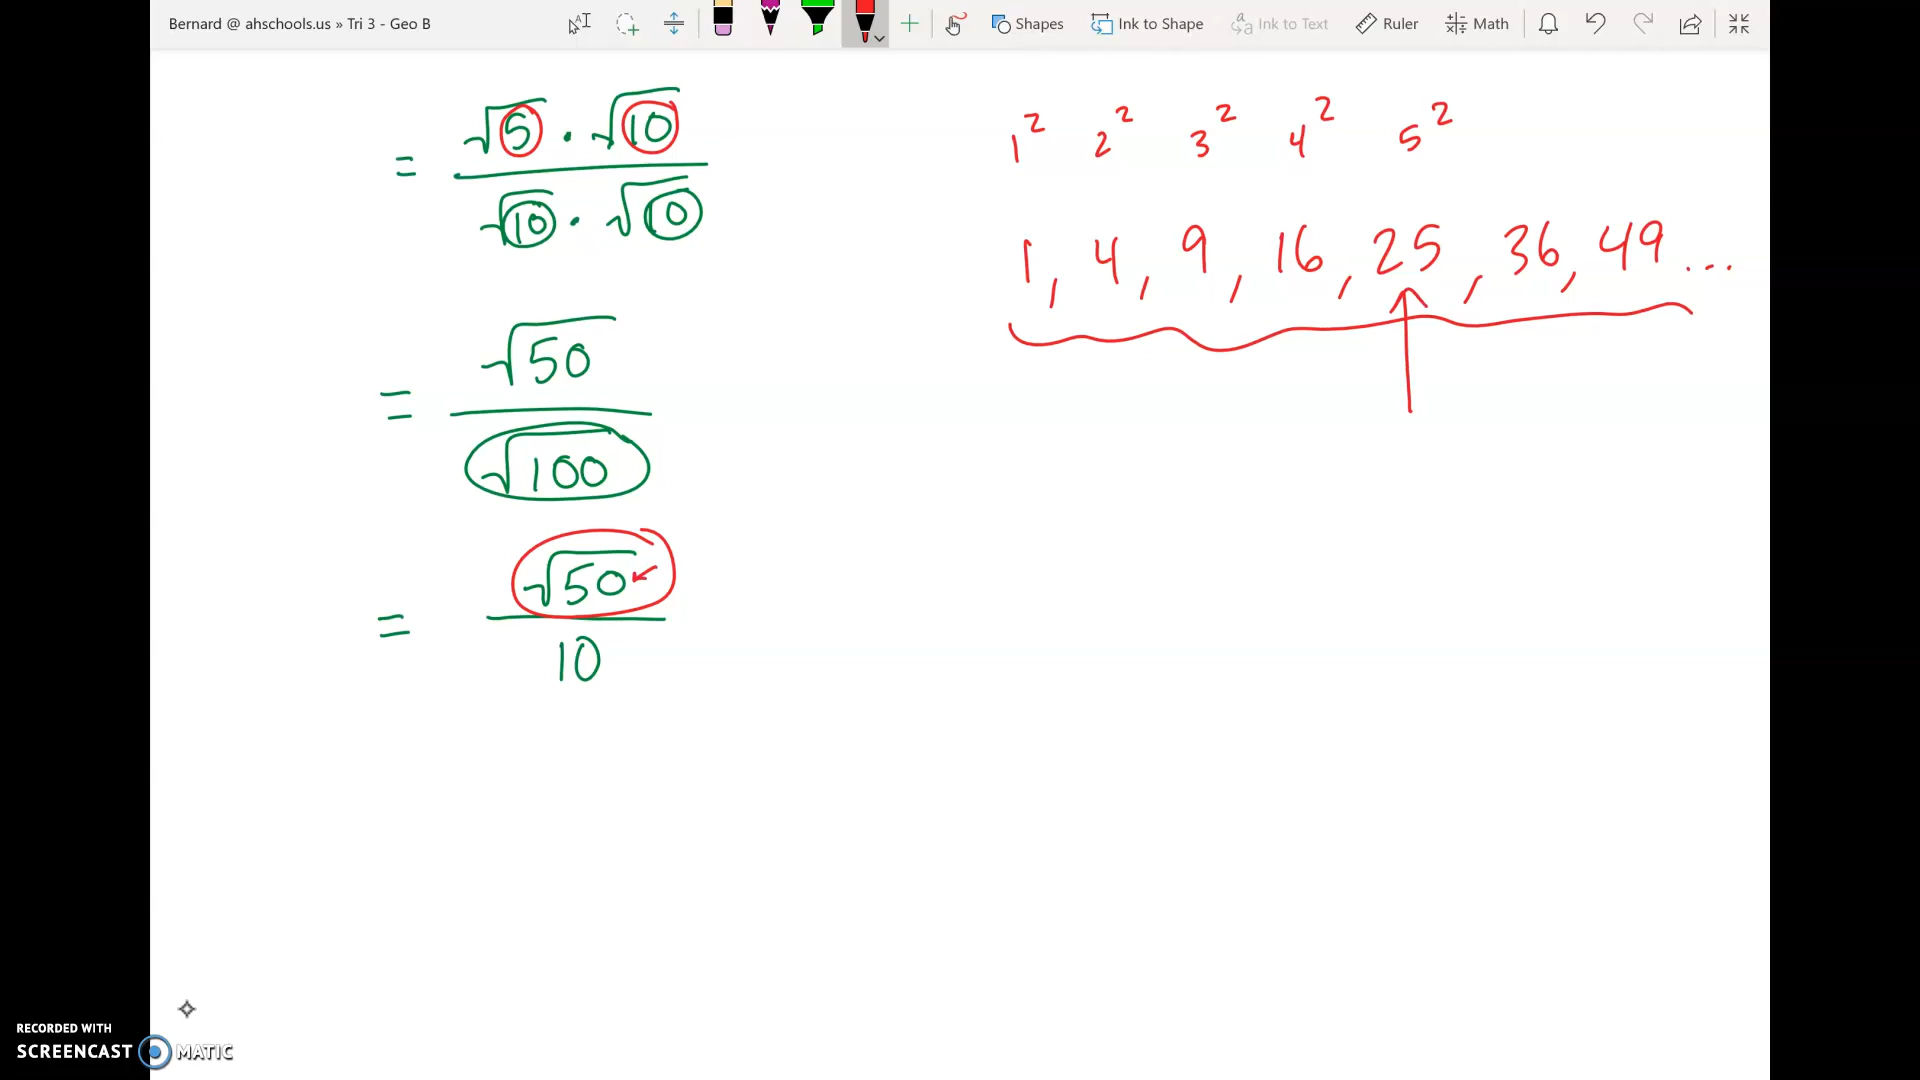 Bernard @ ahschools.us » Tri 3 - Geo B
Shapes Ink to Shape Ink to Text Ruler Math
= √5 · √10 / √10 · √10
1² 2² 3² 4² 5²
1, 4, 9, 16, 25, 36, 49 ...
= √50 / √100
= √50 / 10
RECORDED WITH
SCREENCAST MATIC